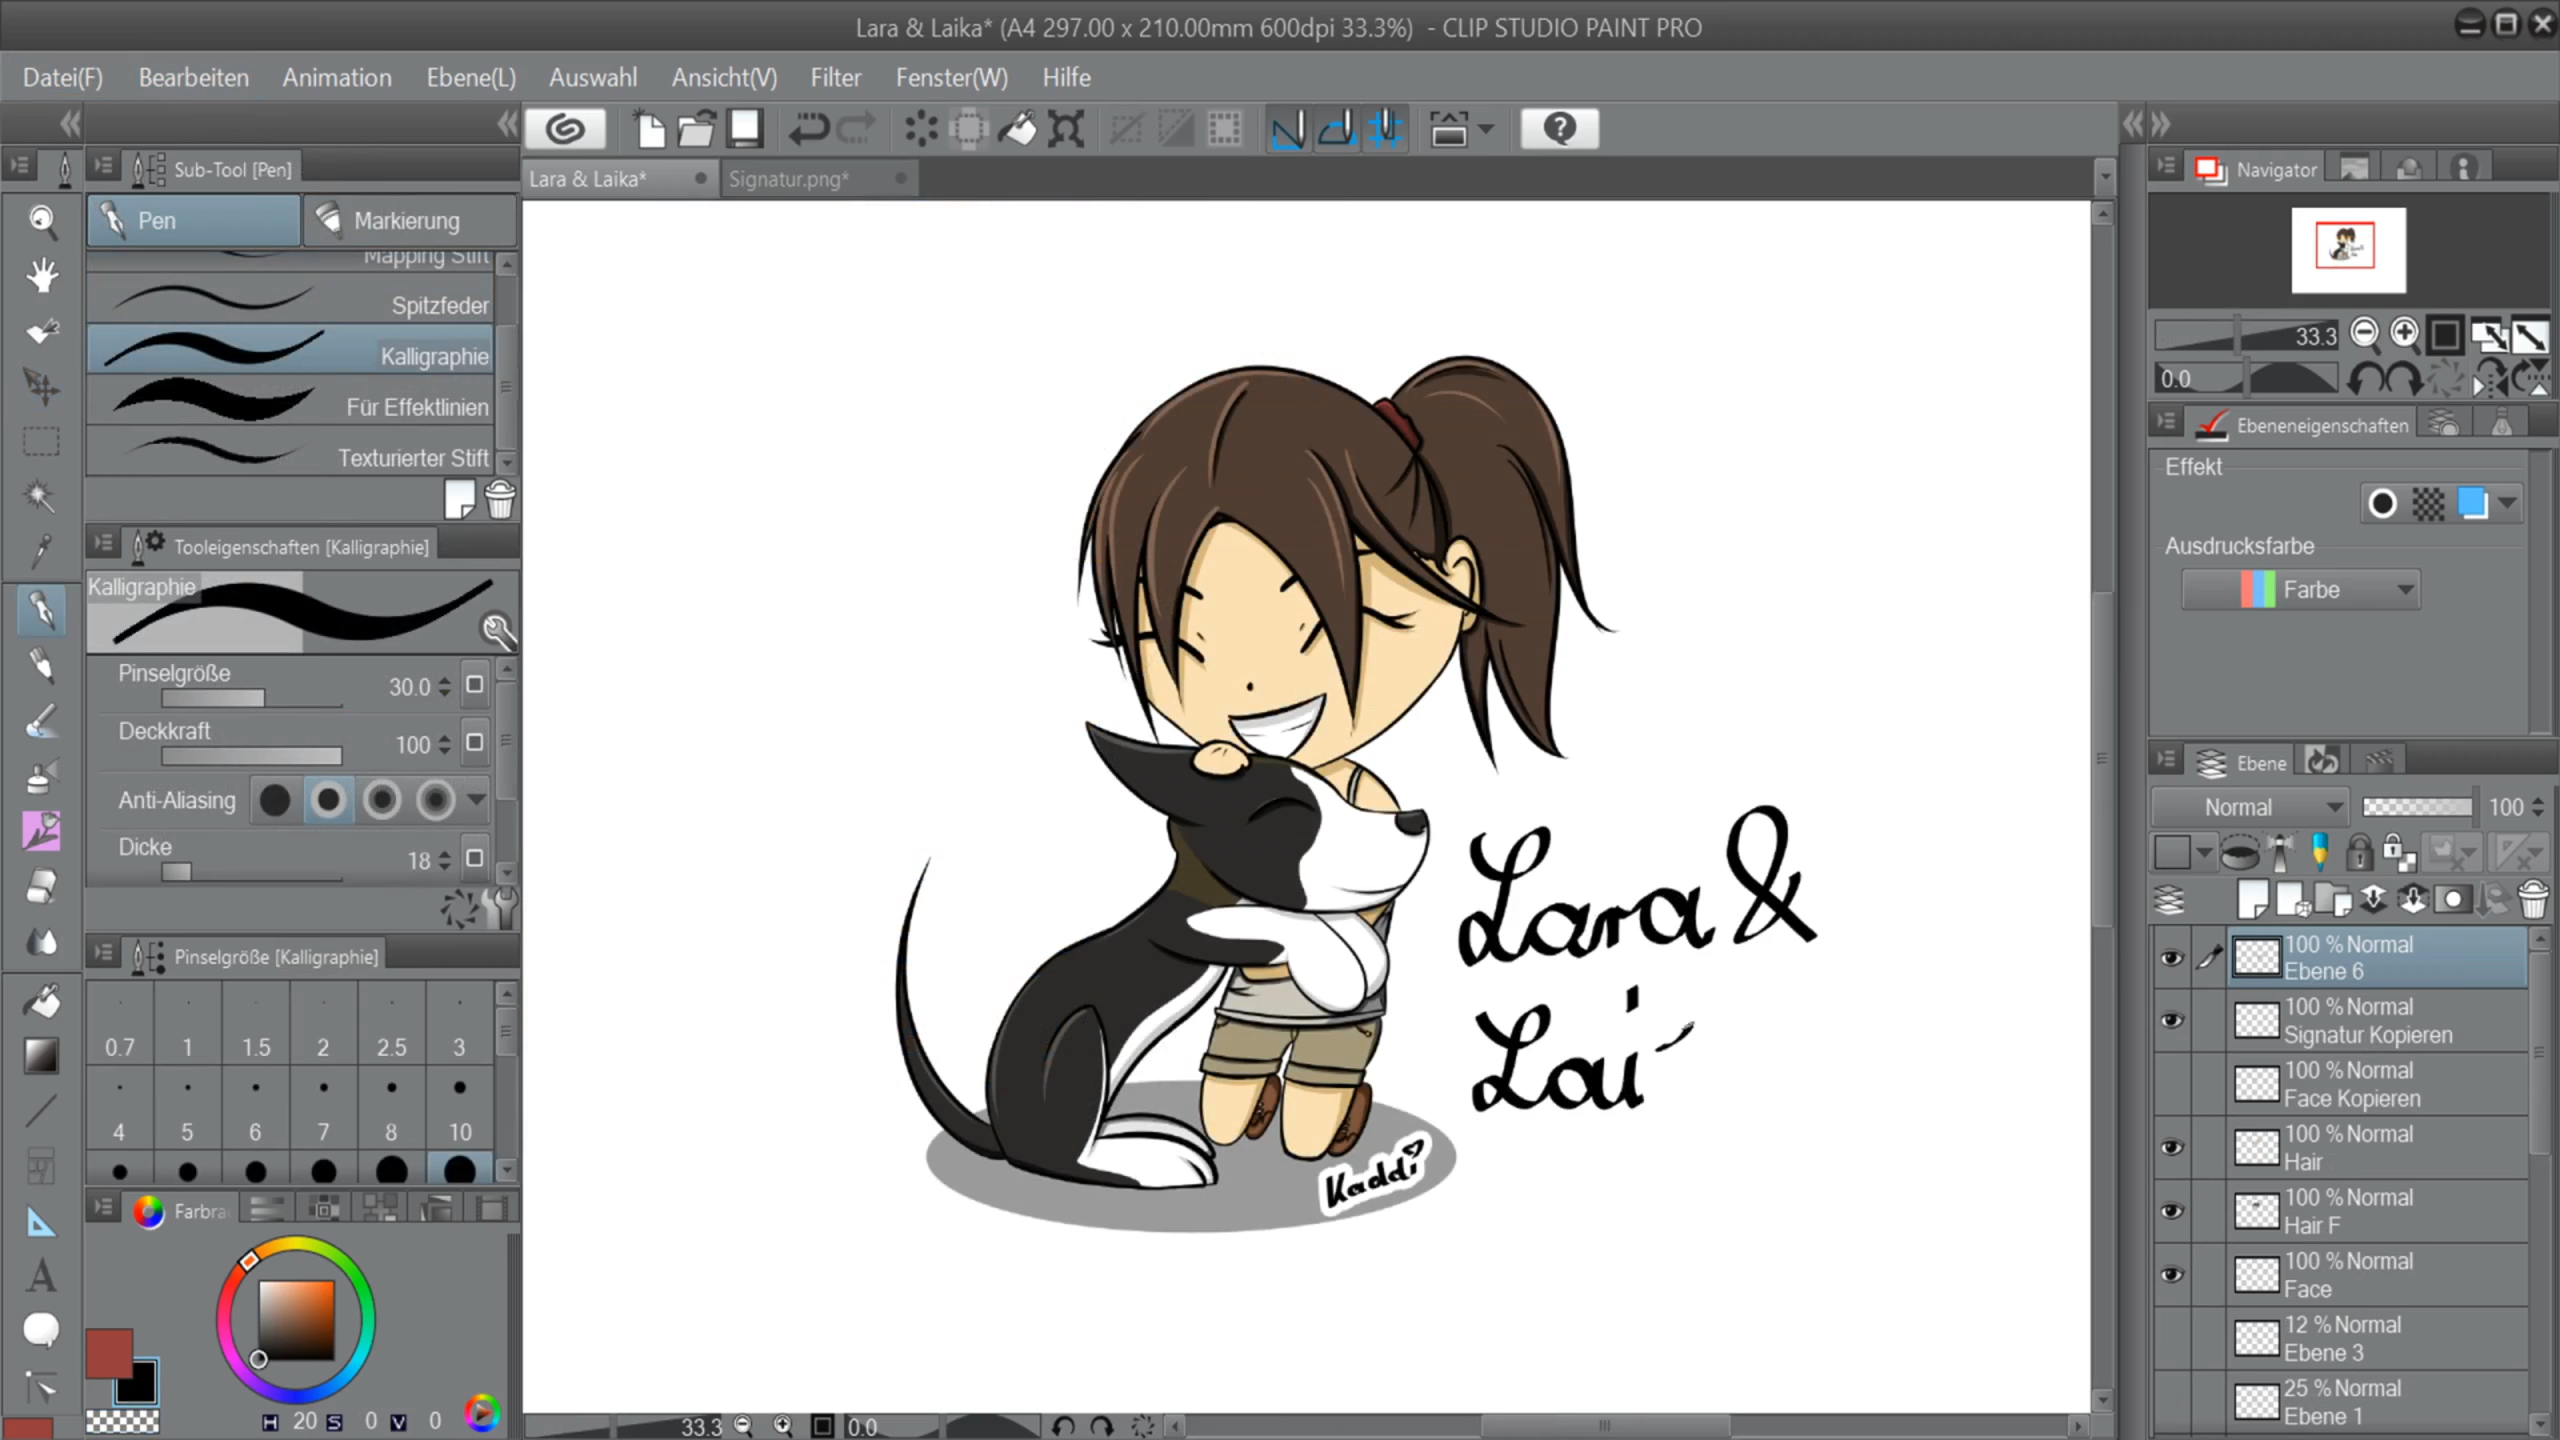 Lara & Laika* (A4 297.00 x 210.00mm 600dpi 33.3%) - CLIP STUDIO PAINT PRO
Datei(F) Bearbeiten Animation Ebene(L) Auswahl Ansicht(V) Filter Fenster(W) Hilfe
Sub-Tool [Pen]
Pen Markierung
Mapping Stift
Spitzfeder
Kalligraphie
Für Effektlinien
Texturierter Stift
Tooleigenschaften [Kalligraphie]
Kalligraphie
Pinselgröße 30.0
Deckkraft 100
Anti-Aliasing
Dicke 18
Pinselgröße [Kalligraphie]
0.7 1 1.5 2 2.5 3
4 5 6 7 8 10
Farbra
H 20 S 0 V 0
Lara & Laika* Signatur.png*
Lara &
Lai
Kaddi
33.3 0.0
Navigator
33.3
0.0
Ebeneneigenschaften
Effekt
Ausdrucksfarbe
Farbe
Ebene
Normal 100
100 % Normal
Ebene 6
100 % Normal
Signatur Kopieren
100 % Normal
Face Kopieren
100 % Normal
Hair
100 % Normal
Hair F
100 % Normal
Face
12 % Normal
Ebene 3
25 % Normal
Ebene 1